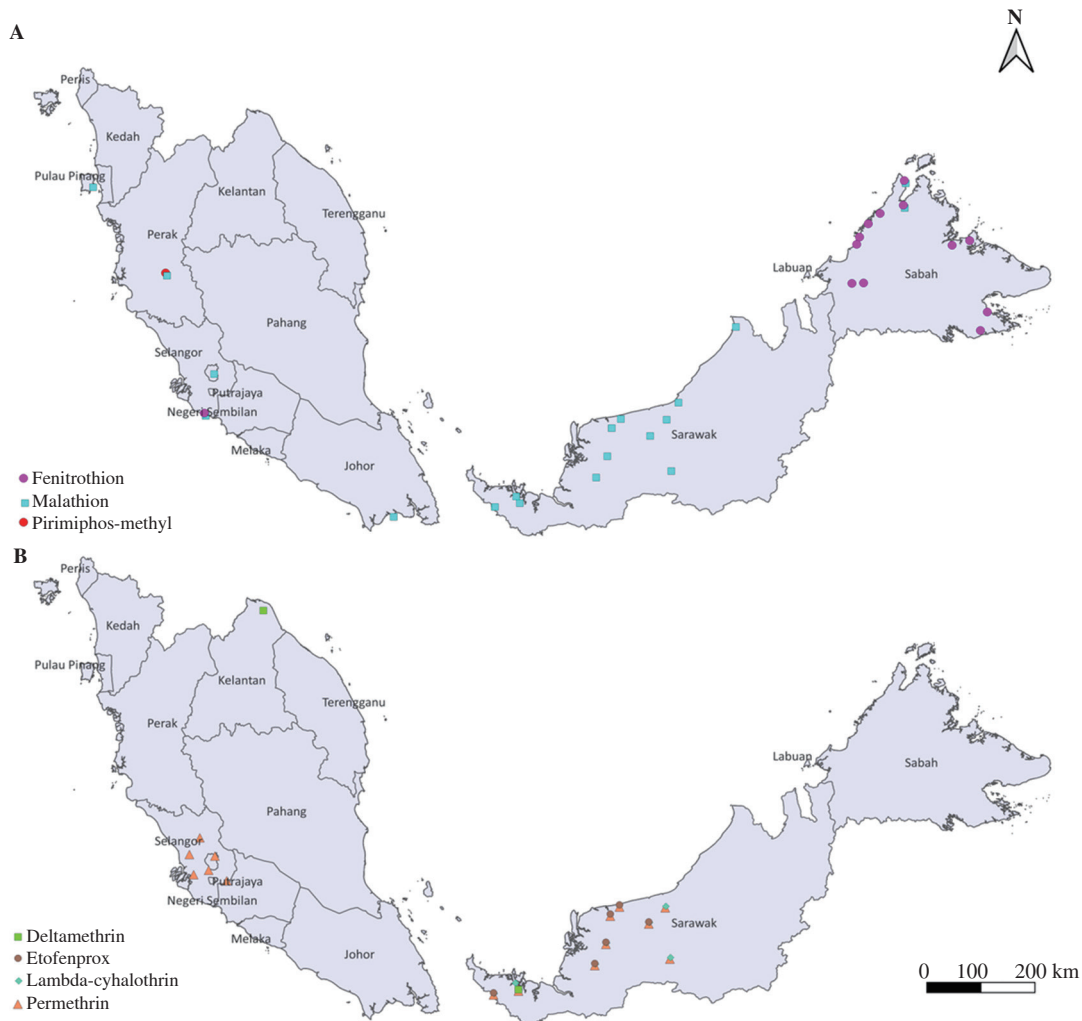 A
N
Perlis
Kedah
Pulau Pinang
Kelantan
Terengganu
Perak
Labuan
Sabah
Pahang
Selangor
Putrajaya
Negeri Sembilan
Sarawak
Melaka
Johor
Fenitrothion
Malathion
Pirimiphos-methyl
B
Perlis
Kedah
Pulau Pinang
Kelantan
Terengganu
Perak
Labuan
Sabah
Pahang
Selangor
Putrajaya
Negeri Sembilan
Sarawak
Melaka
Johor
Deltamethrin
Etofenprox
Lambda-cyhalothrin
Permethrin
0 100 200 km